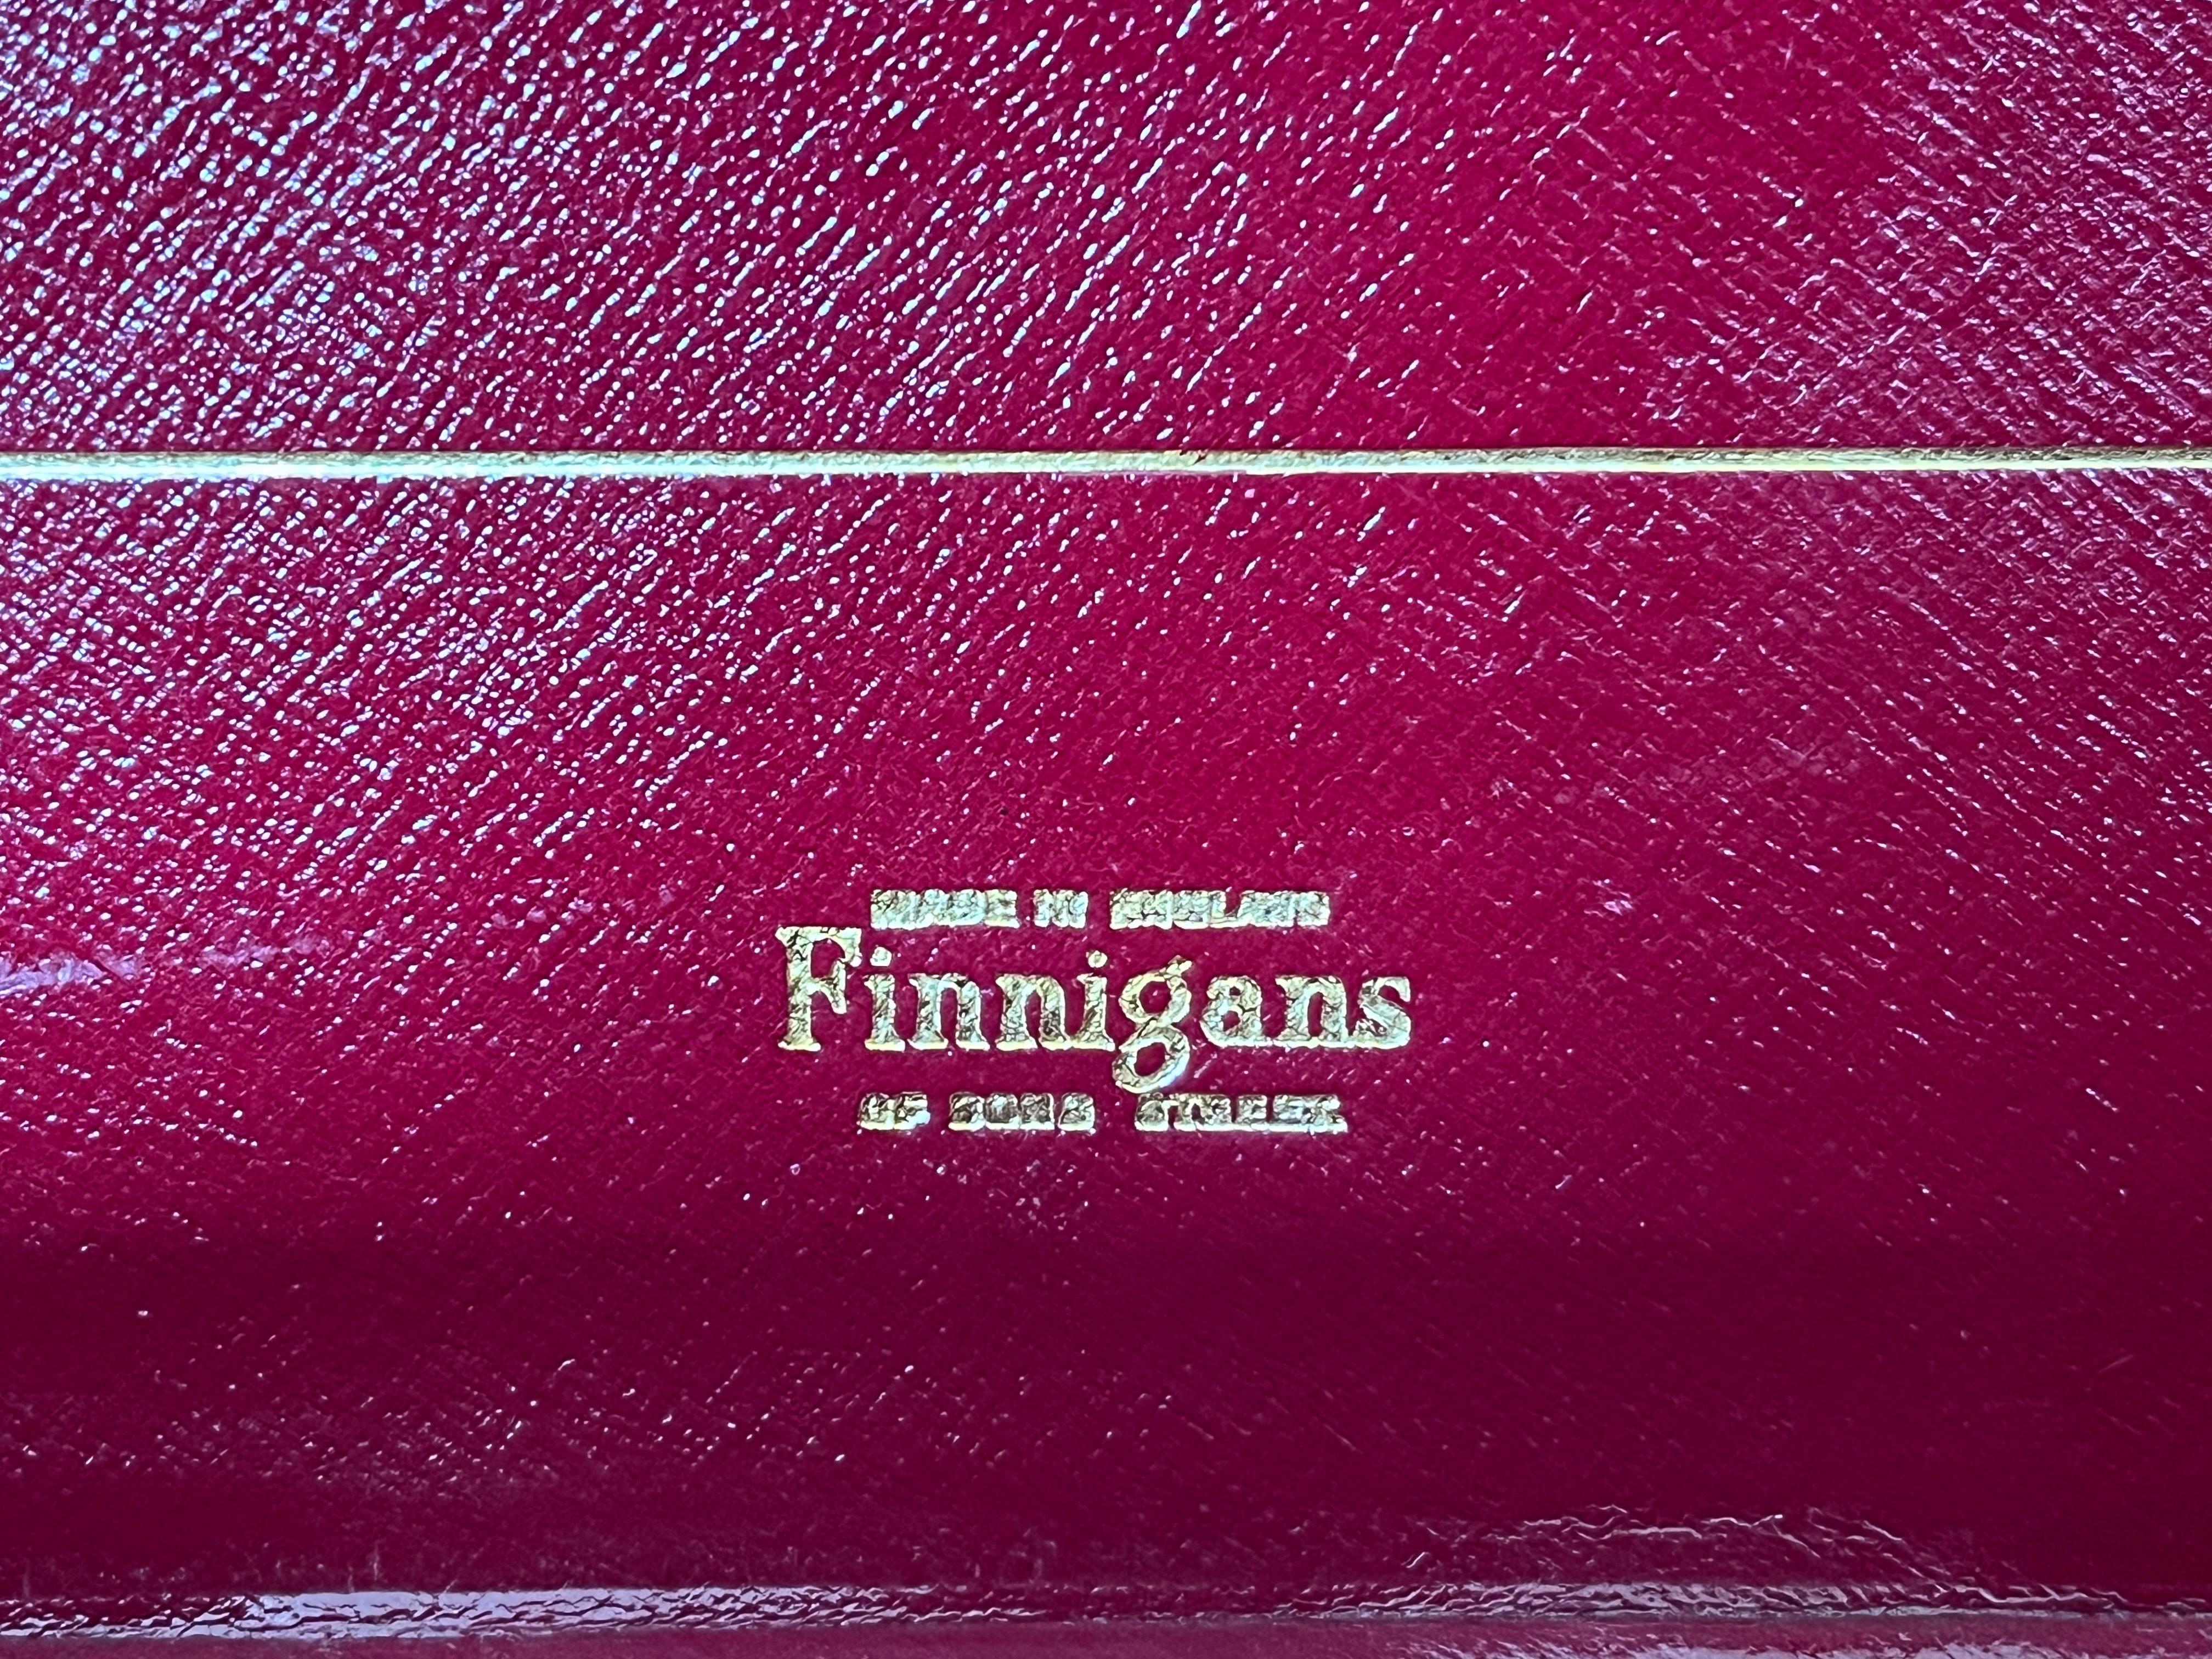 MADE IN ENGLAND
Finnigans
OF BOND STREET